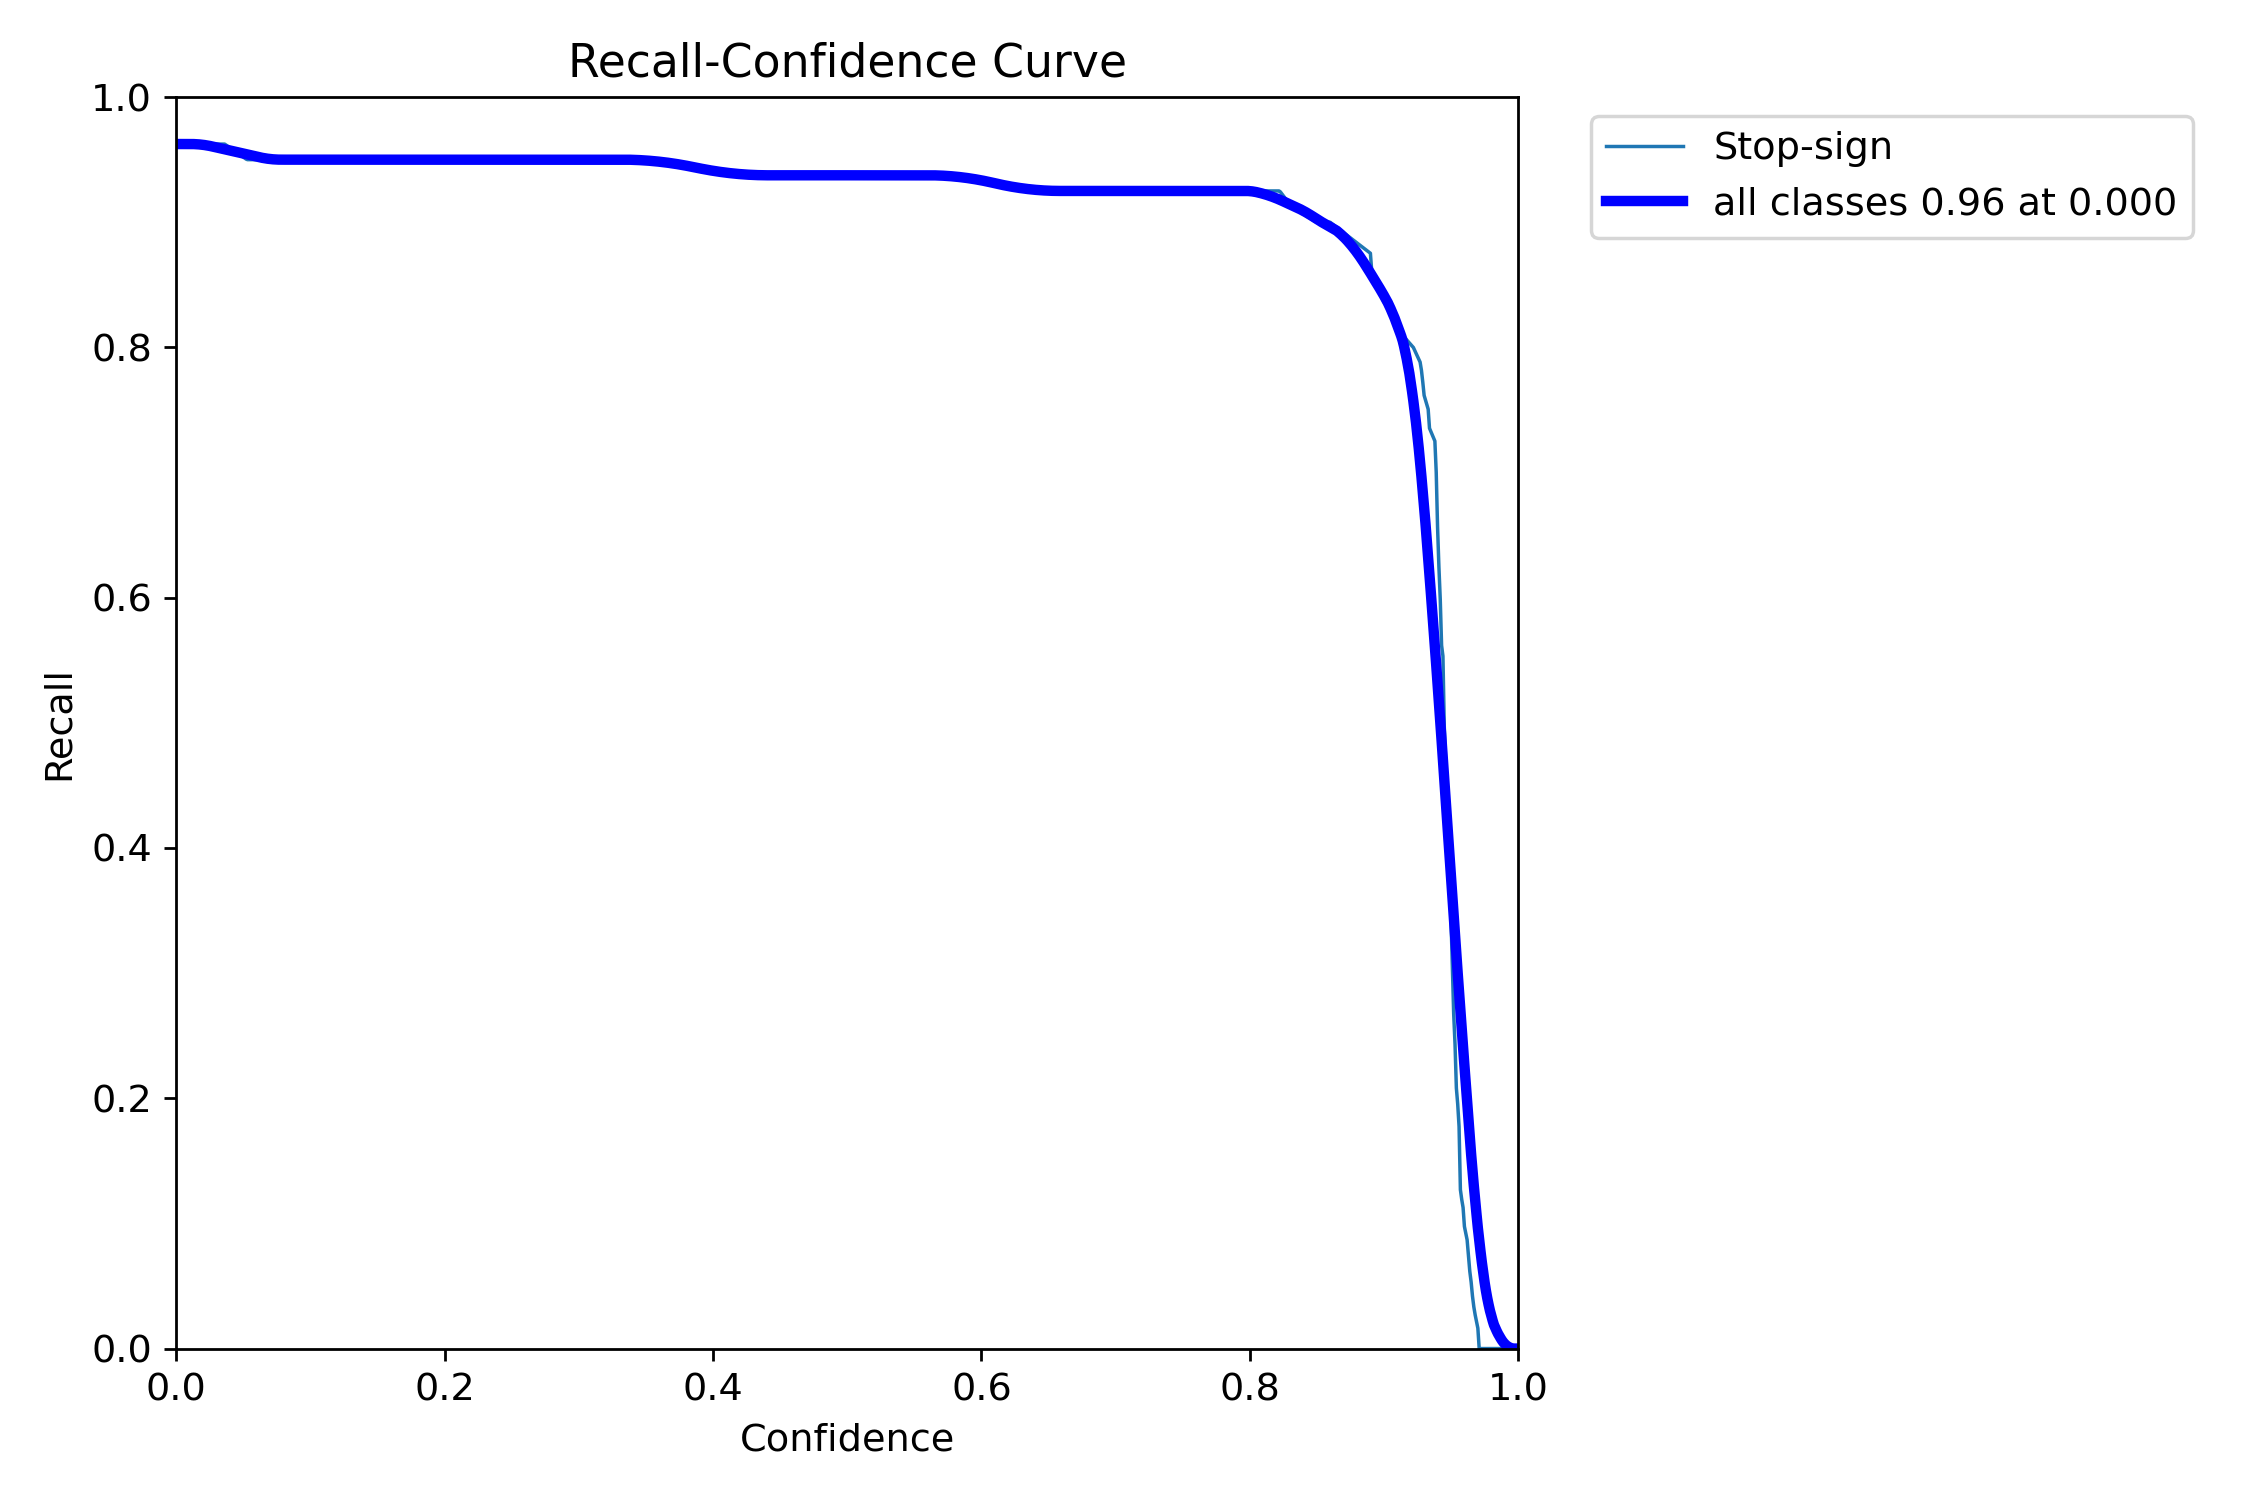 Recall-Confidence Curve
1.0
0.8
0.6
0.4
0.2
0.0
Recall
0.0 0.2 0.4 0.6 0.8 1.0
Confidence
Stop-sign
all classes 0.96 at 0.000